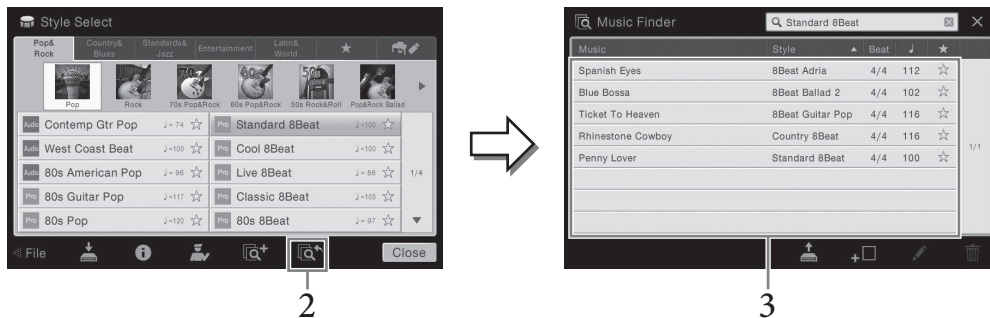 Style Select
Pop& Rock
Country& Blues
Standards& Jazz
Entertainment
Latin& World
Pop
Rock
70s Pop&Rock
60s Pop&Rock
50s Rock&Roll
Pop&Rock Ballad
Audio Contemp Gtr Pop ♩= 74 ☆ Pro Standard 8Beat ♩=100 ☆
Audio West Coast Beat ♩=100 ☆ Pro Cool 8Beat ♩=100 ☆
Audio 80s American Pop ♩= 96 ☆ Pro Live 8Beat ♩= 86 ☆ 1/4
Pro 80s Guitar Pop ♩=117 ☆ Pro Classic 8Beat ♩=103 ☆
Pro 80s Pop ♩=120 ☆ Pro 80s 8Beat ♩= 97 ☆
File Close
2
Music Finder Standard 8Beat
Music Style Beat ♩ ★
Spanish Eyes 8Beat Adria 4/4 112 ☆
Blue Bossa 8Beat Ballad 2 4/4 102 ☆
Ticket To Heaven 8Beat Guitar Pop 4/4 116 ☆
Rhinestone Cowboy Country 8Beat 4/4 116 ☆
Penny Lover Standard 8Beat 4/4 100 ☆
1/1
3